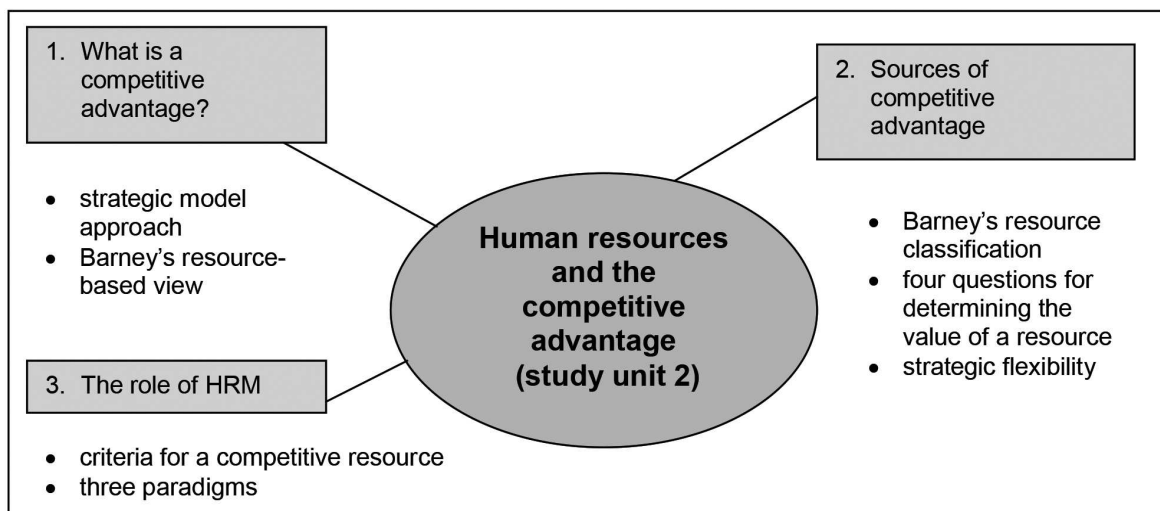 1. What is a
competitive
advantage?
• strategic model
approach
• Barney’s resource-
based view
2. Sources of
competitive
advantage
• Barney’s resource
classification
• four questions for
determining the
value of a resource
• strategic flexibility
Human resources
and the
competitive
advantage
(study unit 2)
3. The role of HRM
• criteria for a competitive resource
• three paradigms